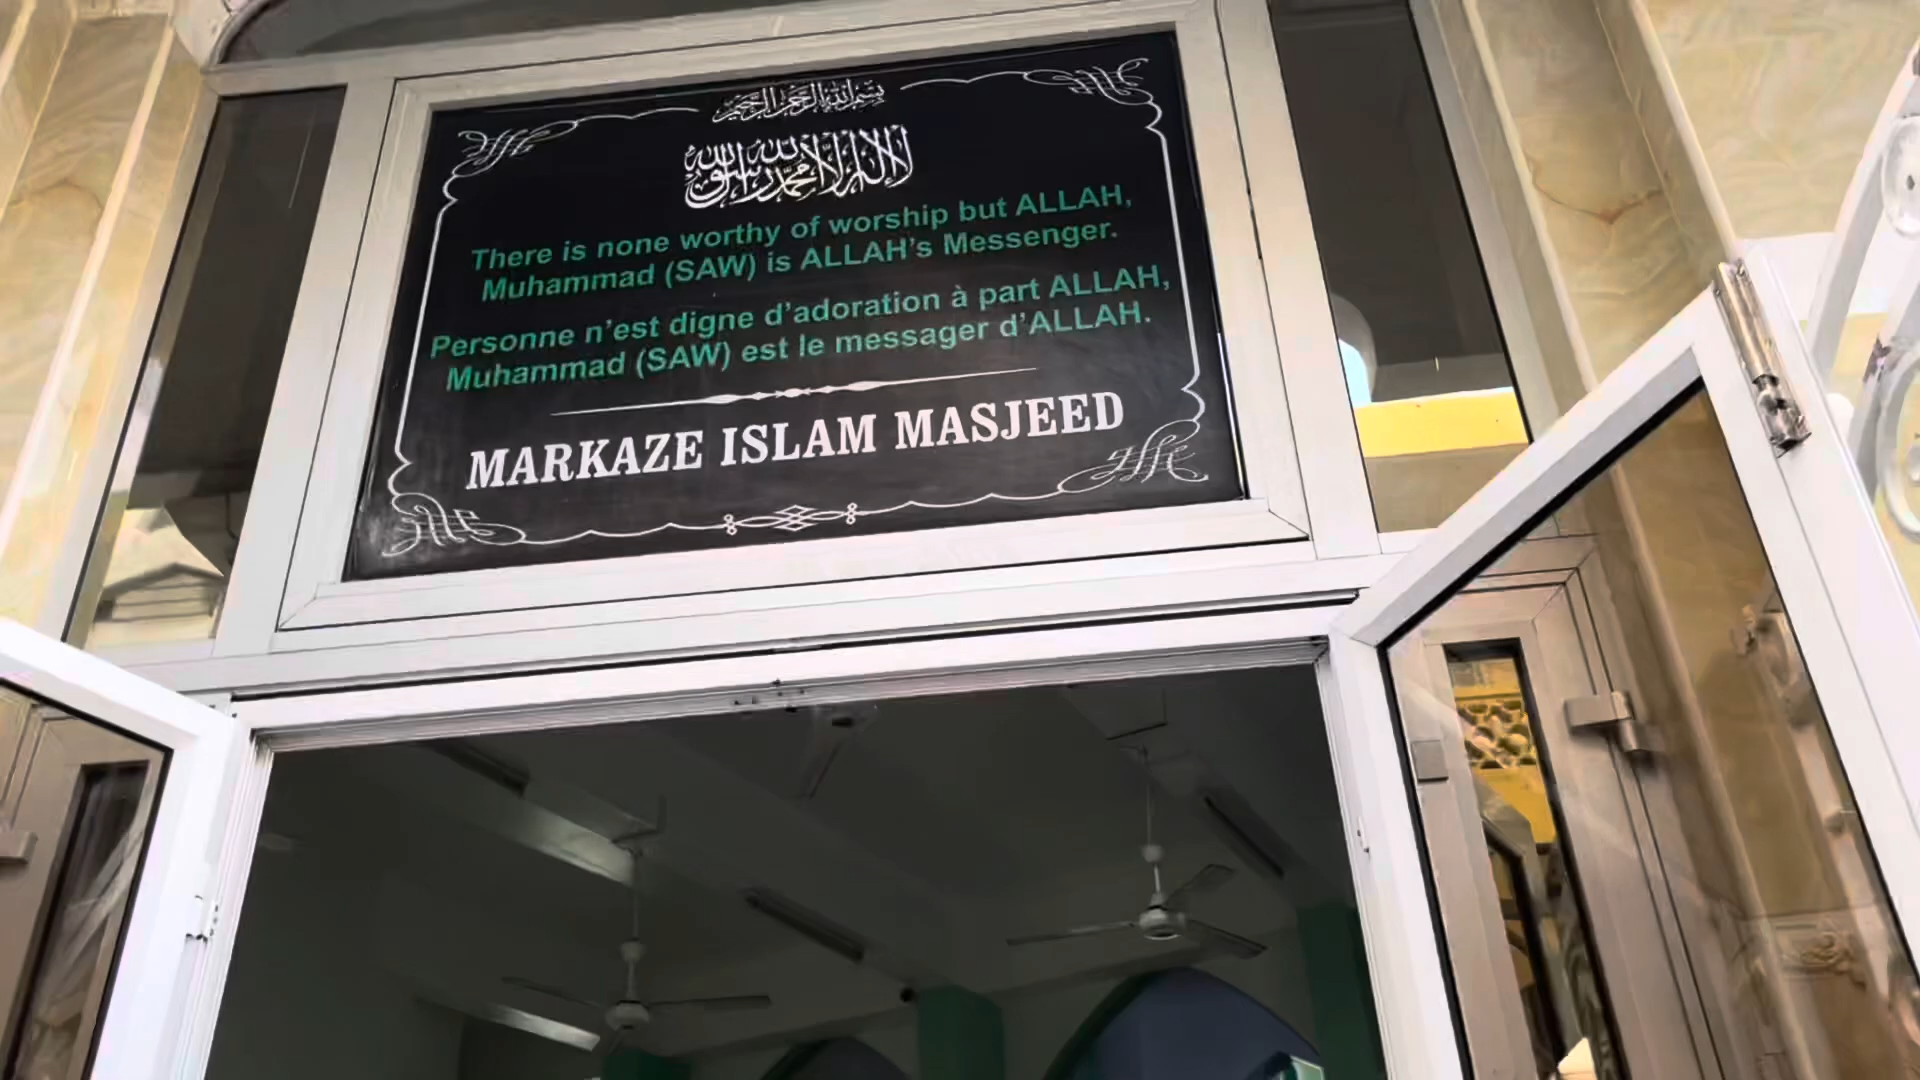 بسم الله الرحمن الرحيم
لا إله إلا الله محمد رسول الله
There is none worthy of worship but ALLAH,
Muhammad (SAW) is ALLAH's Messenger.
Personne n'est digne d'adoration à part ALLAH,
Muhammad (SAW) est le messager d'ALLAH.
MARKAZE ISLAM MASJEED